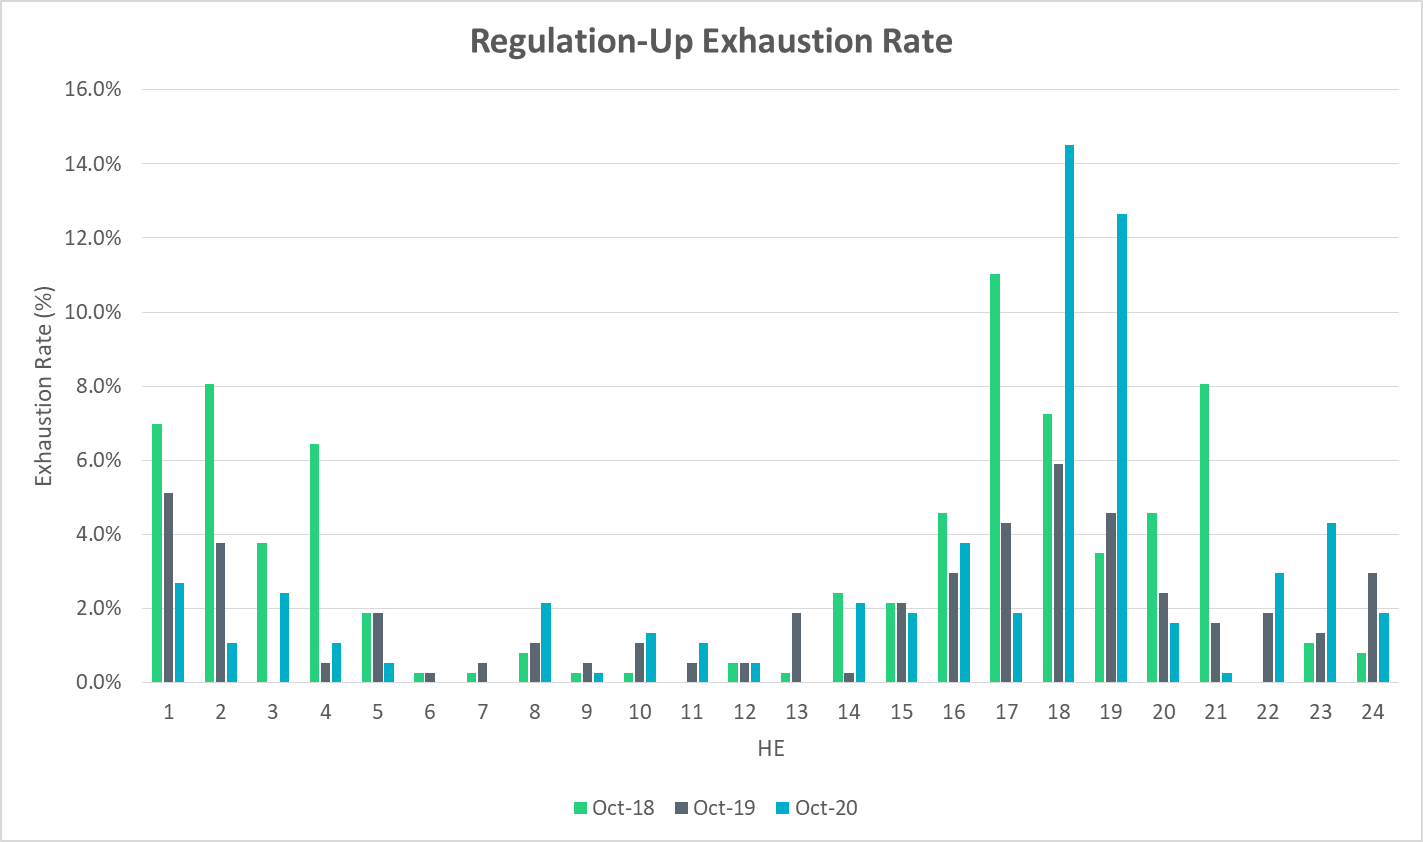 Regulation-Up Exhaustion Rate
Exhaustion Rate (%)
16.0%
14.0%
12.0%
10.0%
8.0%
6.0%
4.0%
2.0%
0.0%
1 2 3 4 5 6 7 8 9 10 11 12 13 14 15 16 17 18 19 20 21 22 23 24
HE
Oct-18 Oct-19 Oct-20